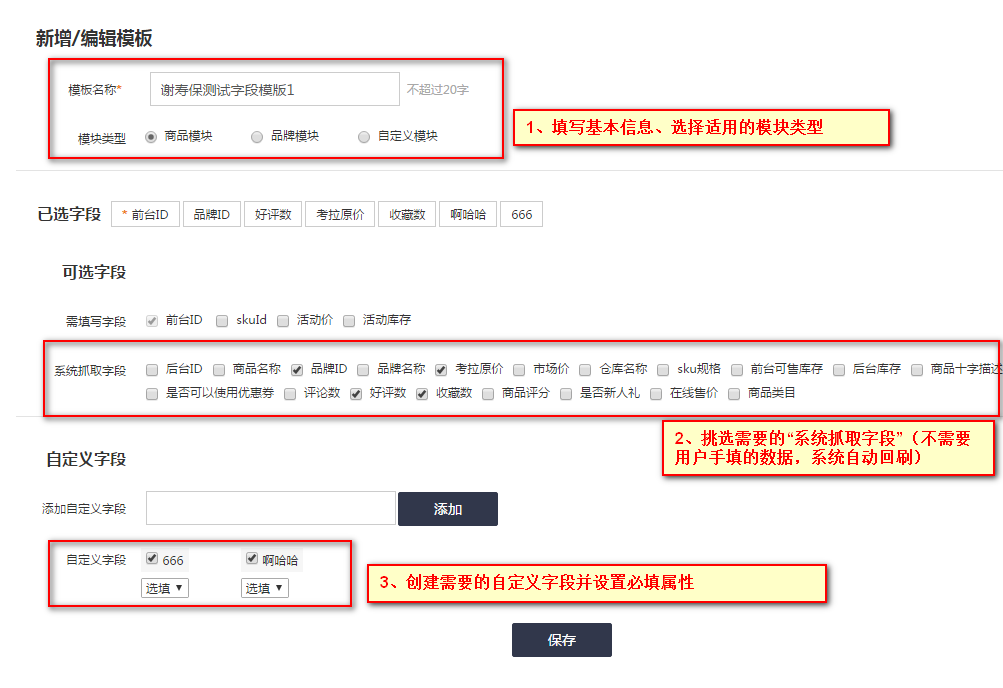 新增/编辑模板
模板名称* 谢寿保测试字段模版1 不超过20字
模块类型 商品模块 品牌模块 自定义模块
1、填写基本信息、选择适用的模块类型
已选字段 * 前台ID 品牌ID 好评数 考拉原价 收藏数 啊哈哈 666
可选字段
需填写字段 前台ID skuId 活动价 活动库存
系统抓取字段 后台ID 商品名称 品牌ID 品牌名称 考拉原价 市场价 仓库名称 sku规格 前台可售库存 后台库存 商品十字描述
是否可以使用优惠券 评论数 好评数 收藏数 商品评分 是否新人礼 在线售价 商品类目
2、挑选需要的“系统抓取字段”（不需要
用户手填的数据，系统自动回刷）
自定义字段
添加自定义字段 添加
自定义字段 666 啊哈哈
选填 选填
3、创建需要的自定义字段并设置必填属性
保存